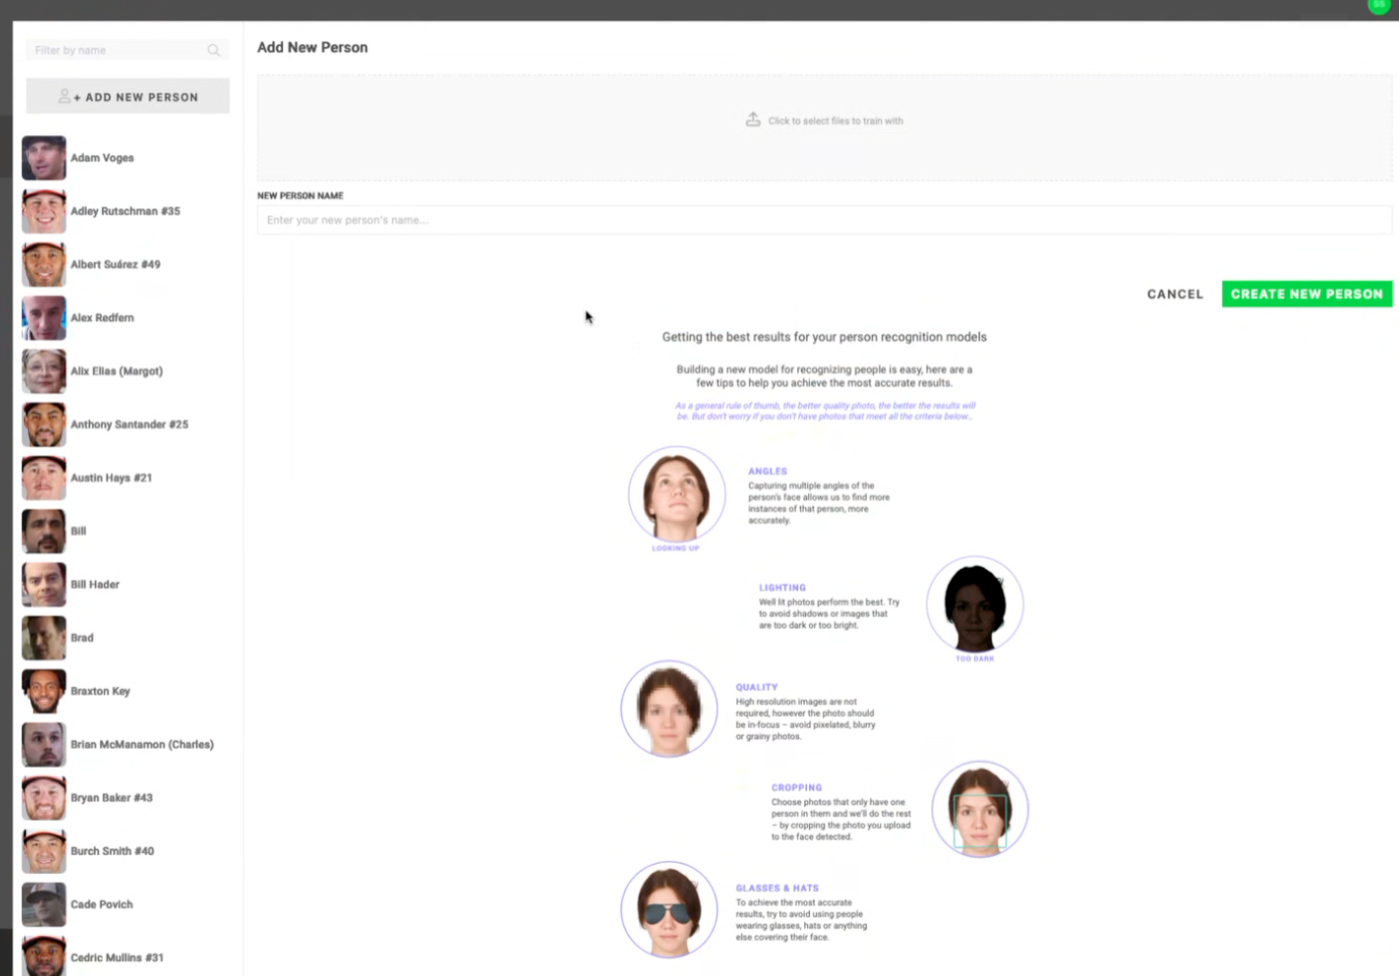 SS
Filter by name
+ ADD NEW PERSON
Adam Voges
Adley Rutschman #35
Albert Suárez #49
Alex Redfern
Alix Elias (Margot)
Anthony Santander #25
Austin Hays #21
Bill
Bill Hader
Brad
Braxton Key
Brian McManamon (Charles)
Bryan Baker #43
Burch Smith #40
Cade Povich
Cedric Mullins #31
Add New Person
Click to select files to train with
NEW PERSON NAME
Enter your new person's name...
CANCEL
CREATE NEW PERSON
Getting the best results for your person recognition models
Building a new model for recognizing people is easy, here are a
few tips to help you achieve the most accurate results.
As a general rule of thumb, the better quality photo, the better the results will
be. But don't worry if you don't have photos that meet all the criteria below...
ANGLES
Capturing multiple angles of the
person's face allows us to find more
instances of that person, more
accurately.
LOOKING UP
LIGHTING
Well lit photos perform the best. Try
to avoid shadows or images that
are too dark or too bright.
TOO DARK
QUALITY
High resolution images are not
required, however the photo should
be in-focus – avoid pixelated, blurry
or grainy photos.
CROPPING
Choose photos that only have one
person in them and we'll do the rest
– by cropping the photo you upload
to the face detected.
GLASSES & HATS
To achieve the most accurate
results, try to avoid using people
wearing glasses, hats or anything
else covering their face.